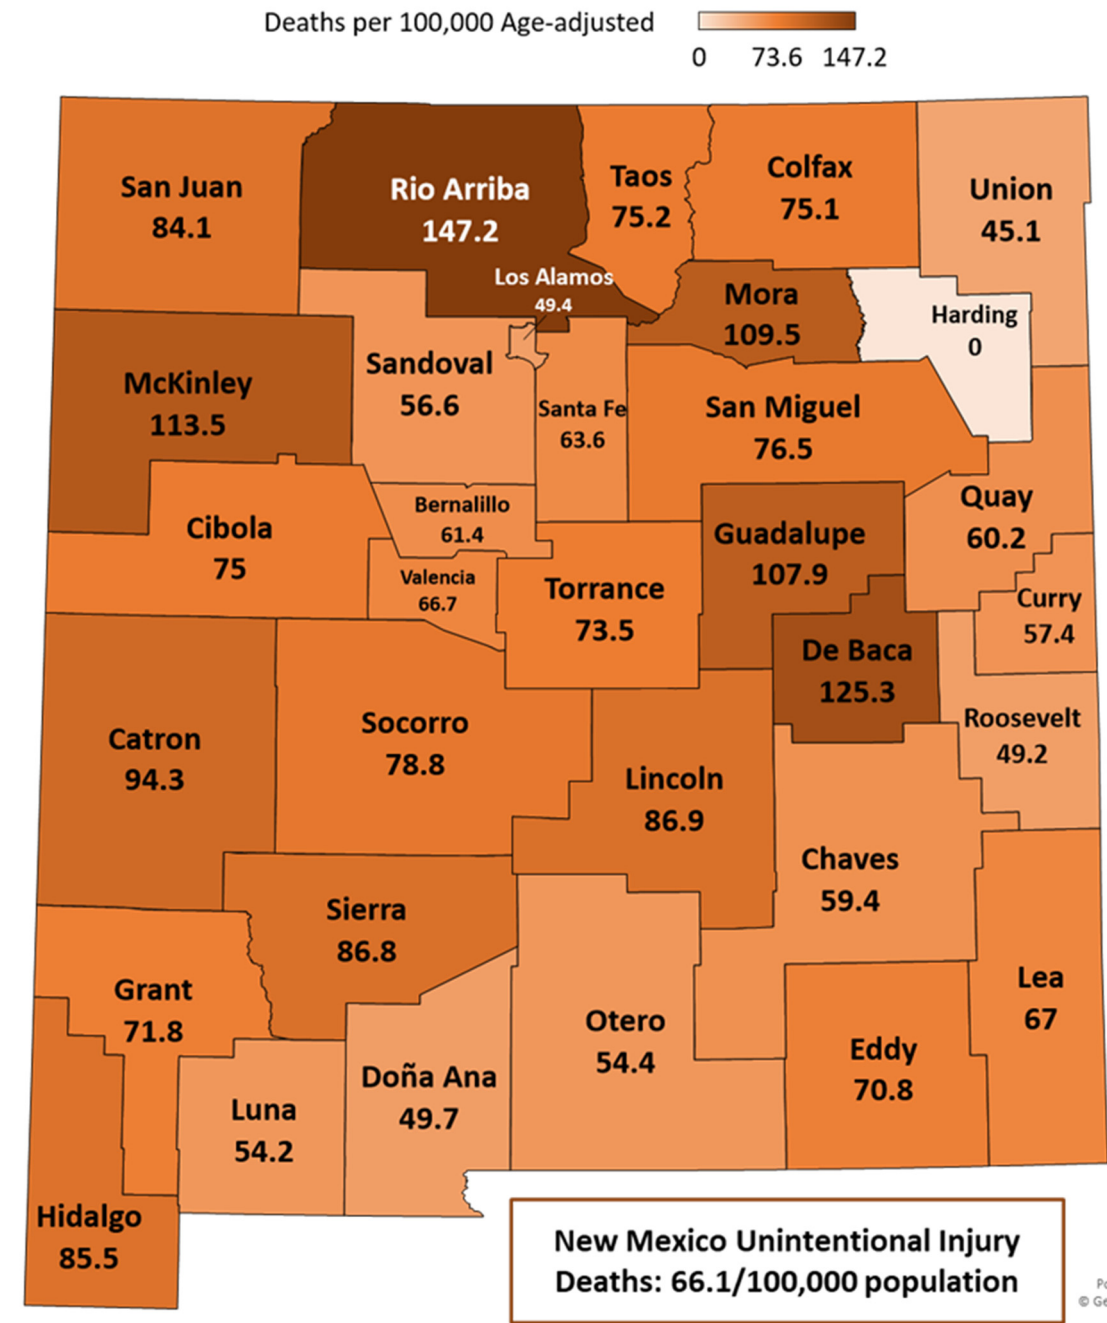 Deaths per 100,000 Age-adjusted
0 73.6 147.2
San Juan
84.1
Rio Arriba
147.2
Taos
75.2
Colfax
75.1
Union
45.1
Los Alamos
49.4
Mora
109.5
Harding
0
McKinley
113.5
Sandoval
56.6
Santa Fe
63.6
San Miguel
76.5
Bernalillo
61.4
Quay
60.2
Cibola
75
Valencia
66.7
Torrance
73.5
Guadalupe
107.9
Curry
57.4
De Baca
125.3
Roosevelt
49.2
Catron
94.3
Socorro
78.8
Lincoln
86.9
Chaves
59.4
Sierra
86.8
Grant
71.8
Otero
54.4
Lea
67
Eddy
70.8
Doña Ana
49.7
Luna
54.2
Hidalgo
85.5
New Mexico Unintentional Injury
Deaths: 66.1/100,000 population
©